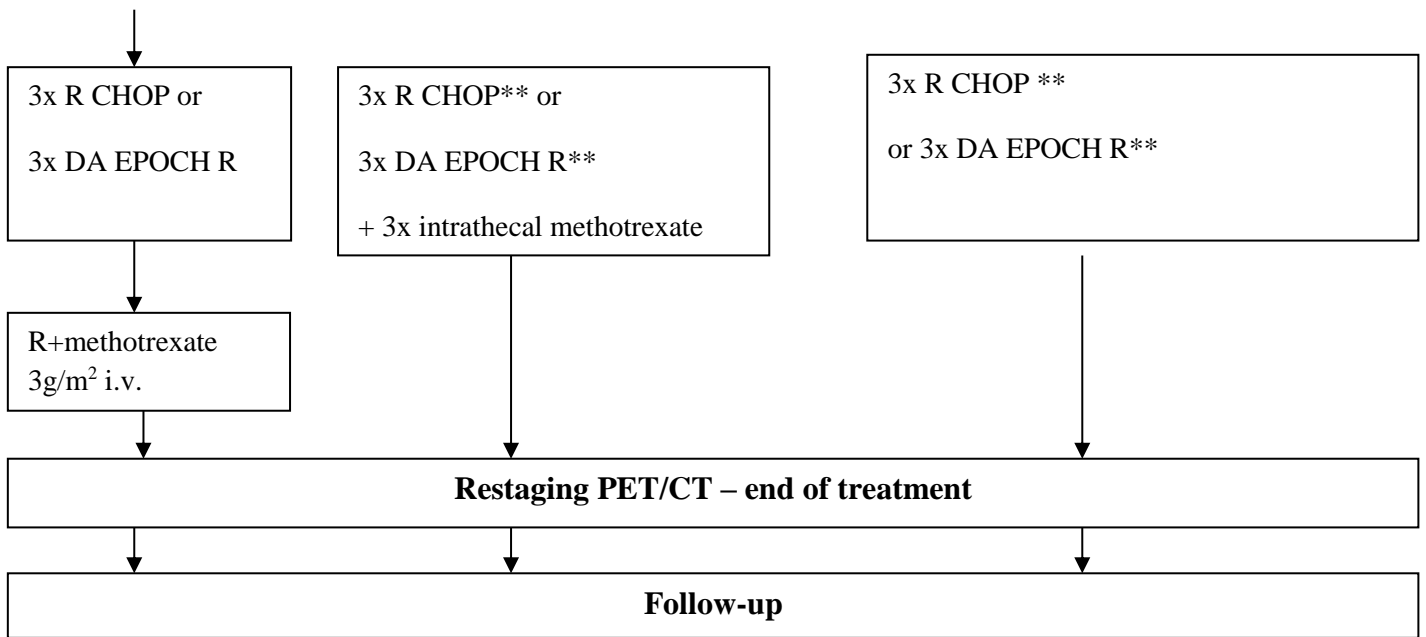 3x R CHOP or
3x DA EPOCH R
3x R CHOP** or
3x DA EPOCH R**
+ 3x intrathecal methotrexate
3x R CHOP **
or 3x DA EPOCH R**
R+methotrexate
3g/m² i.v.
Restaging PET/CT – end of treatment
Follow-up